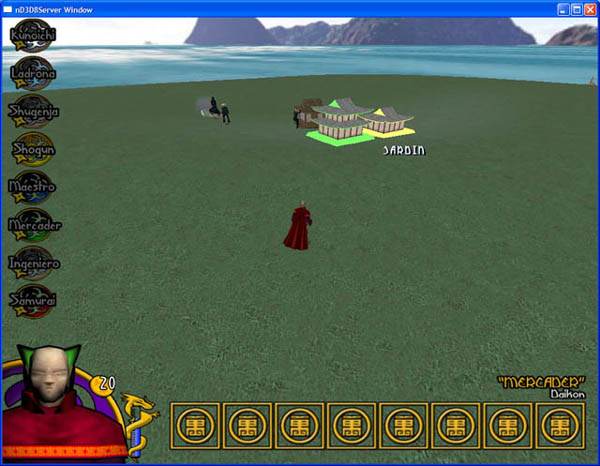 nD3D8Server Window
Kunoichi
Ladrona
Shugenja
Shogun
Maestro
Mercader
Ingeniero
Samurai
JARDIN
20
"MERCADER"
Daikon